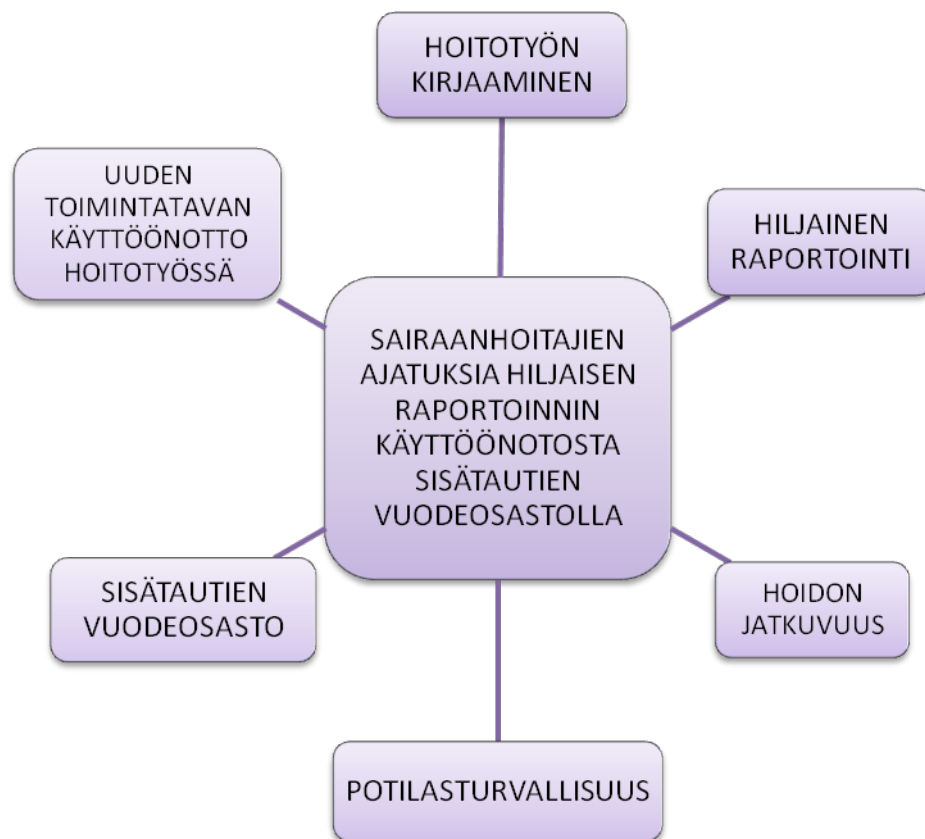 HOITOTYÖN
KIRJAAMINEN
UUDEN
TOIMINTATAVAN
KÄYTTÖÖNOTTO
HOITOTYÖSSÄ
HILJAINEN
RAPORTOINTI
SAIRAANHOITAJIEN
AJATUKSIA HILJAISEN
RAPORTOINNIN
KÄYTTÖÖNOTOSTA
SISÄTAUTIEN
VUODEOSASTOLLA
SISÄTAUTIEN
VUODEOSASTO
HOIDON
JATKUVUUS
POTILASTURVALLISUUS